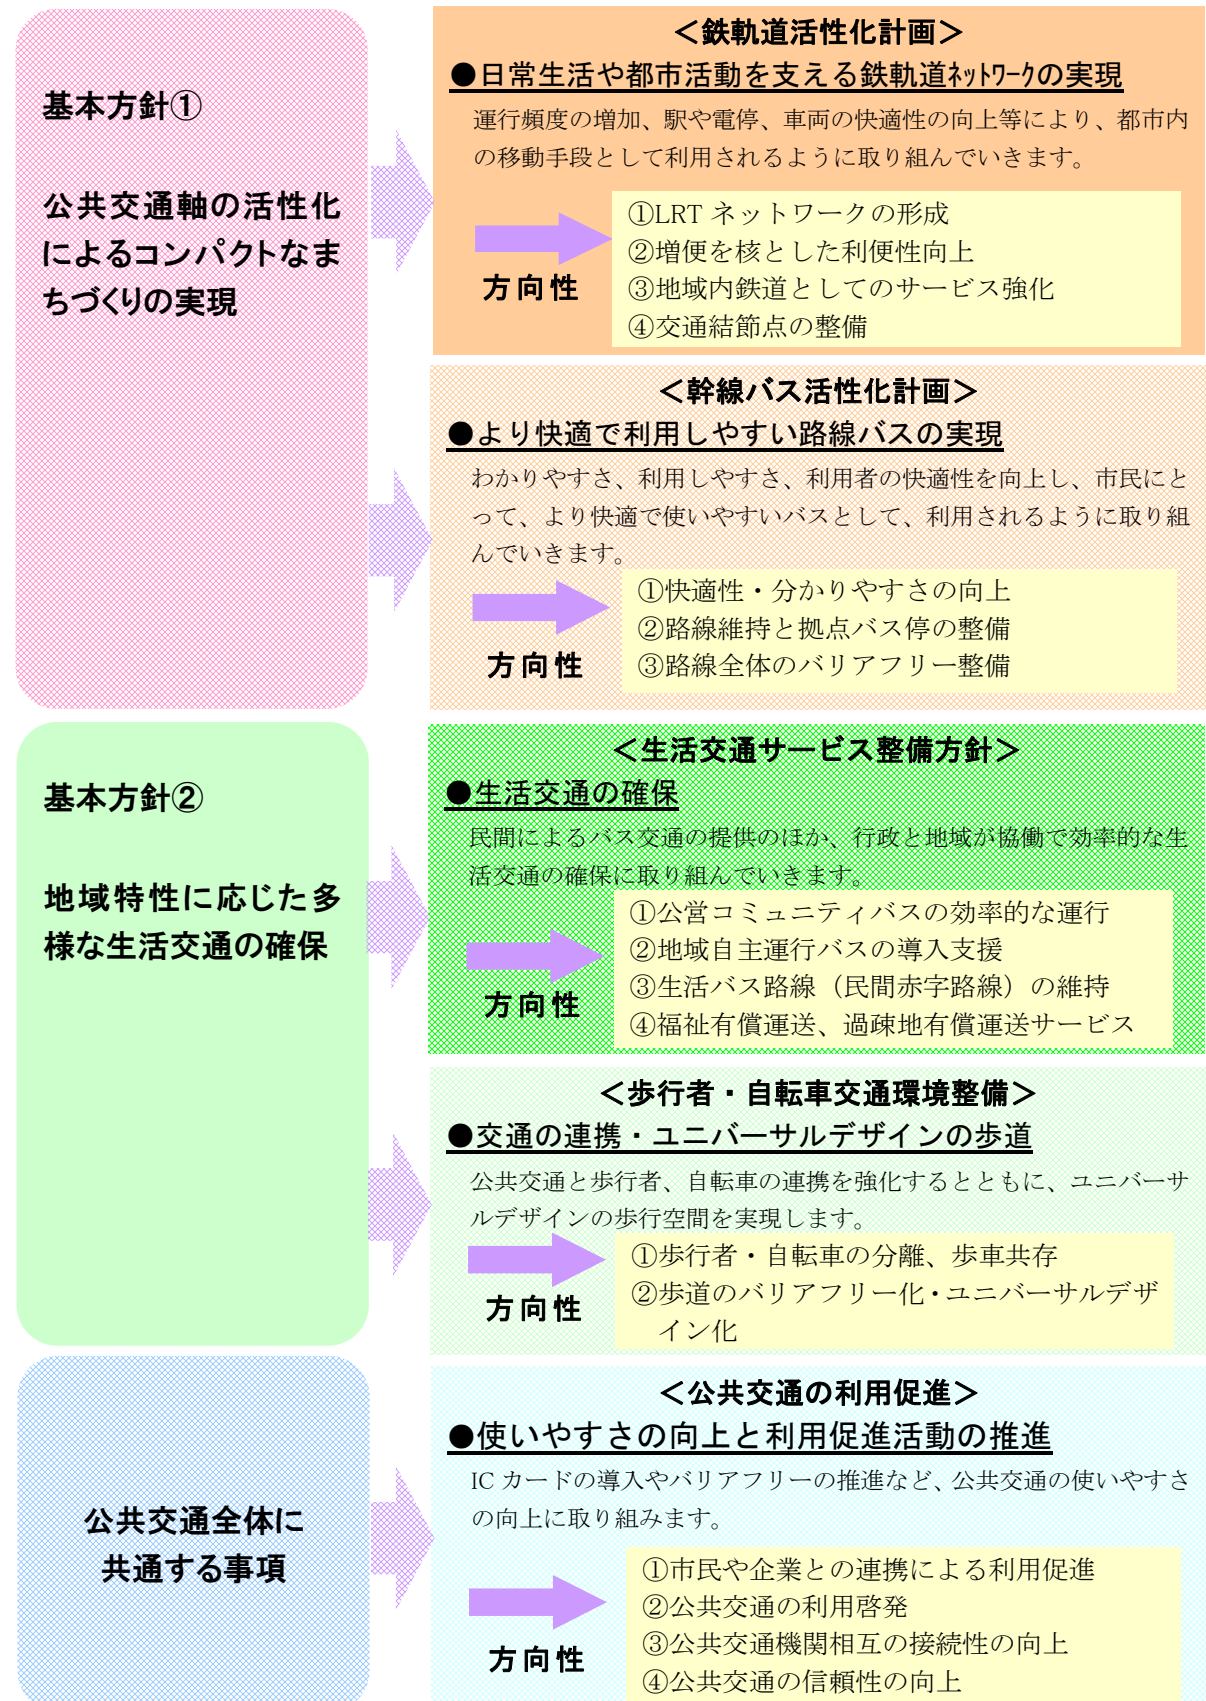 基本方針①
公共交通軸の活性化
によるコンパクトなま
ちづくりの実現
＜鉄軌道活性化計画＞
●日常生活や都市活動を支える鉄軌道ﾈｯﾄﾜｰｸの実現
運行頻度の増加、駅や電停、車両の快適性の向上等により、都市内
の移動手段として利用されるように取り組んでいきます。
方向性
①LRT ネットワークの形成
②増便を核とした利便性向上
③地域内鉄道としてのサービス強化
④交通結節点の整備
＜幹線バス活性化計画＞
●より快適で利用しやすい路線バスの実現
わかりやすさ、利用しやすさ、利用者の快適性を向上し、市民にと
って、より快適で使いやすいバスとして、利用されるように取り組
んでいきます。
方向性
①快適性・分かりやすさの向上
②路線維持と拠点バス停の整備
③路線全体のバリアフリー整備
基本方針②
地域特性に応じた多
様な生活交通の確保
＜生活交通サービス整備方針＞
●生活交通の確保
民間によるバス交通の提供のほか、行政と地域が協働で効率的な生
活交通の確保に取り組んでいきます。
方向性
①公営コミュニティバスの効率的な運行
②地域自主運行バスの導入支援
③生活バス路線（民間赤字路線）の維持
④福祉有償運送、過疎地有償運送サービス
＜歩行者・自転車交通環境整備＞
●交通の連携・ユニバーサルデザインの歩道
公共交通と歩行者、自転車の連携を強化するとともに、ユニバーサ
ルデザインの歩行空間を実現します。
方向性
①歩行者・自転車の分離、歩車共存
②歩道のバリアフリー化・ユニバーサルデザ
イン化
公共交通全体に
共通する事項
＜公共交通の利用促進＞
●使いやすさの向上と利用促進活動の推進
IC カードの導入やバリアフリーの推進など、公共交通の使いやすさ
の向上に取り組みます。
方向性
①市民や企業との連携による利用促進
②公共交通の利用啓発
③公共交通機関相互の接続性の向上
④公共交通の信頼性の向上